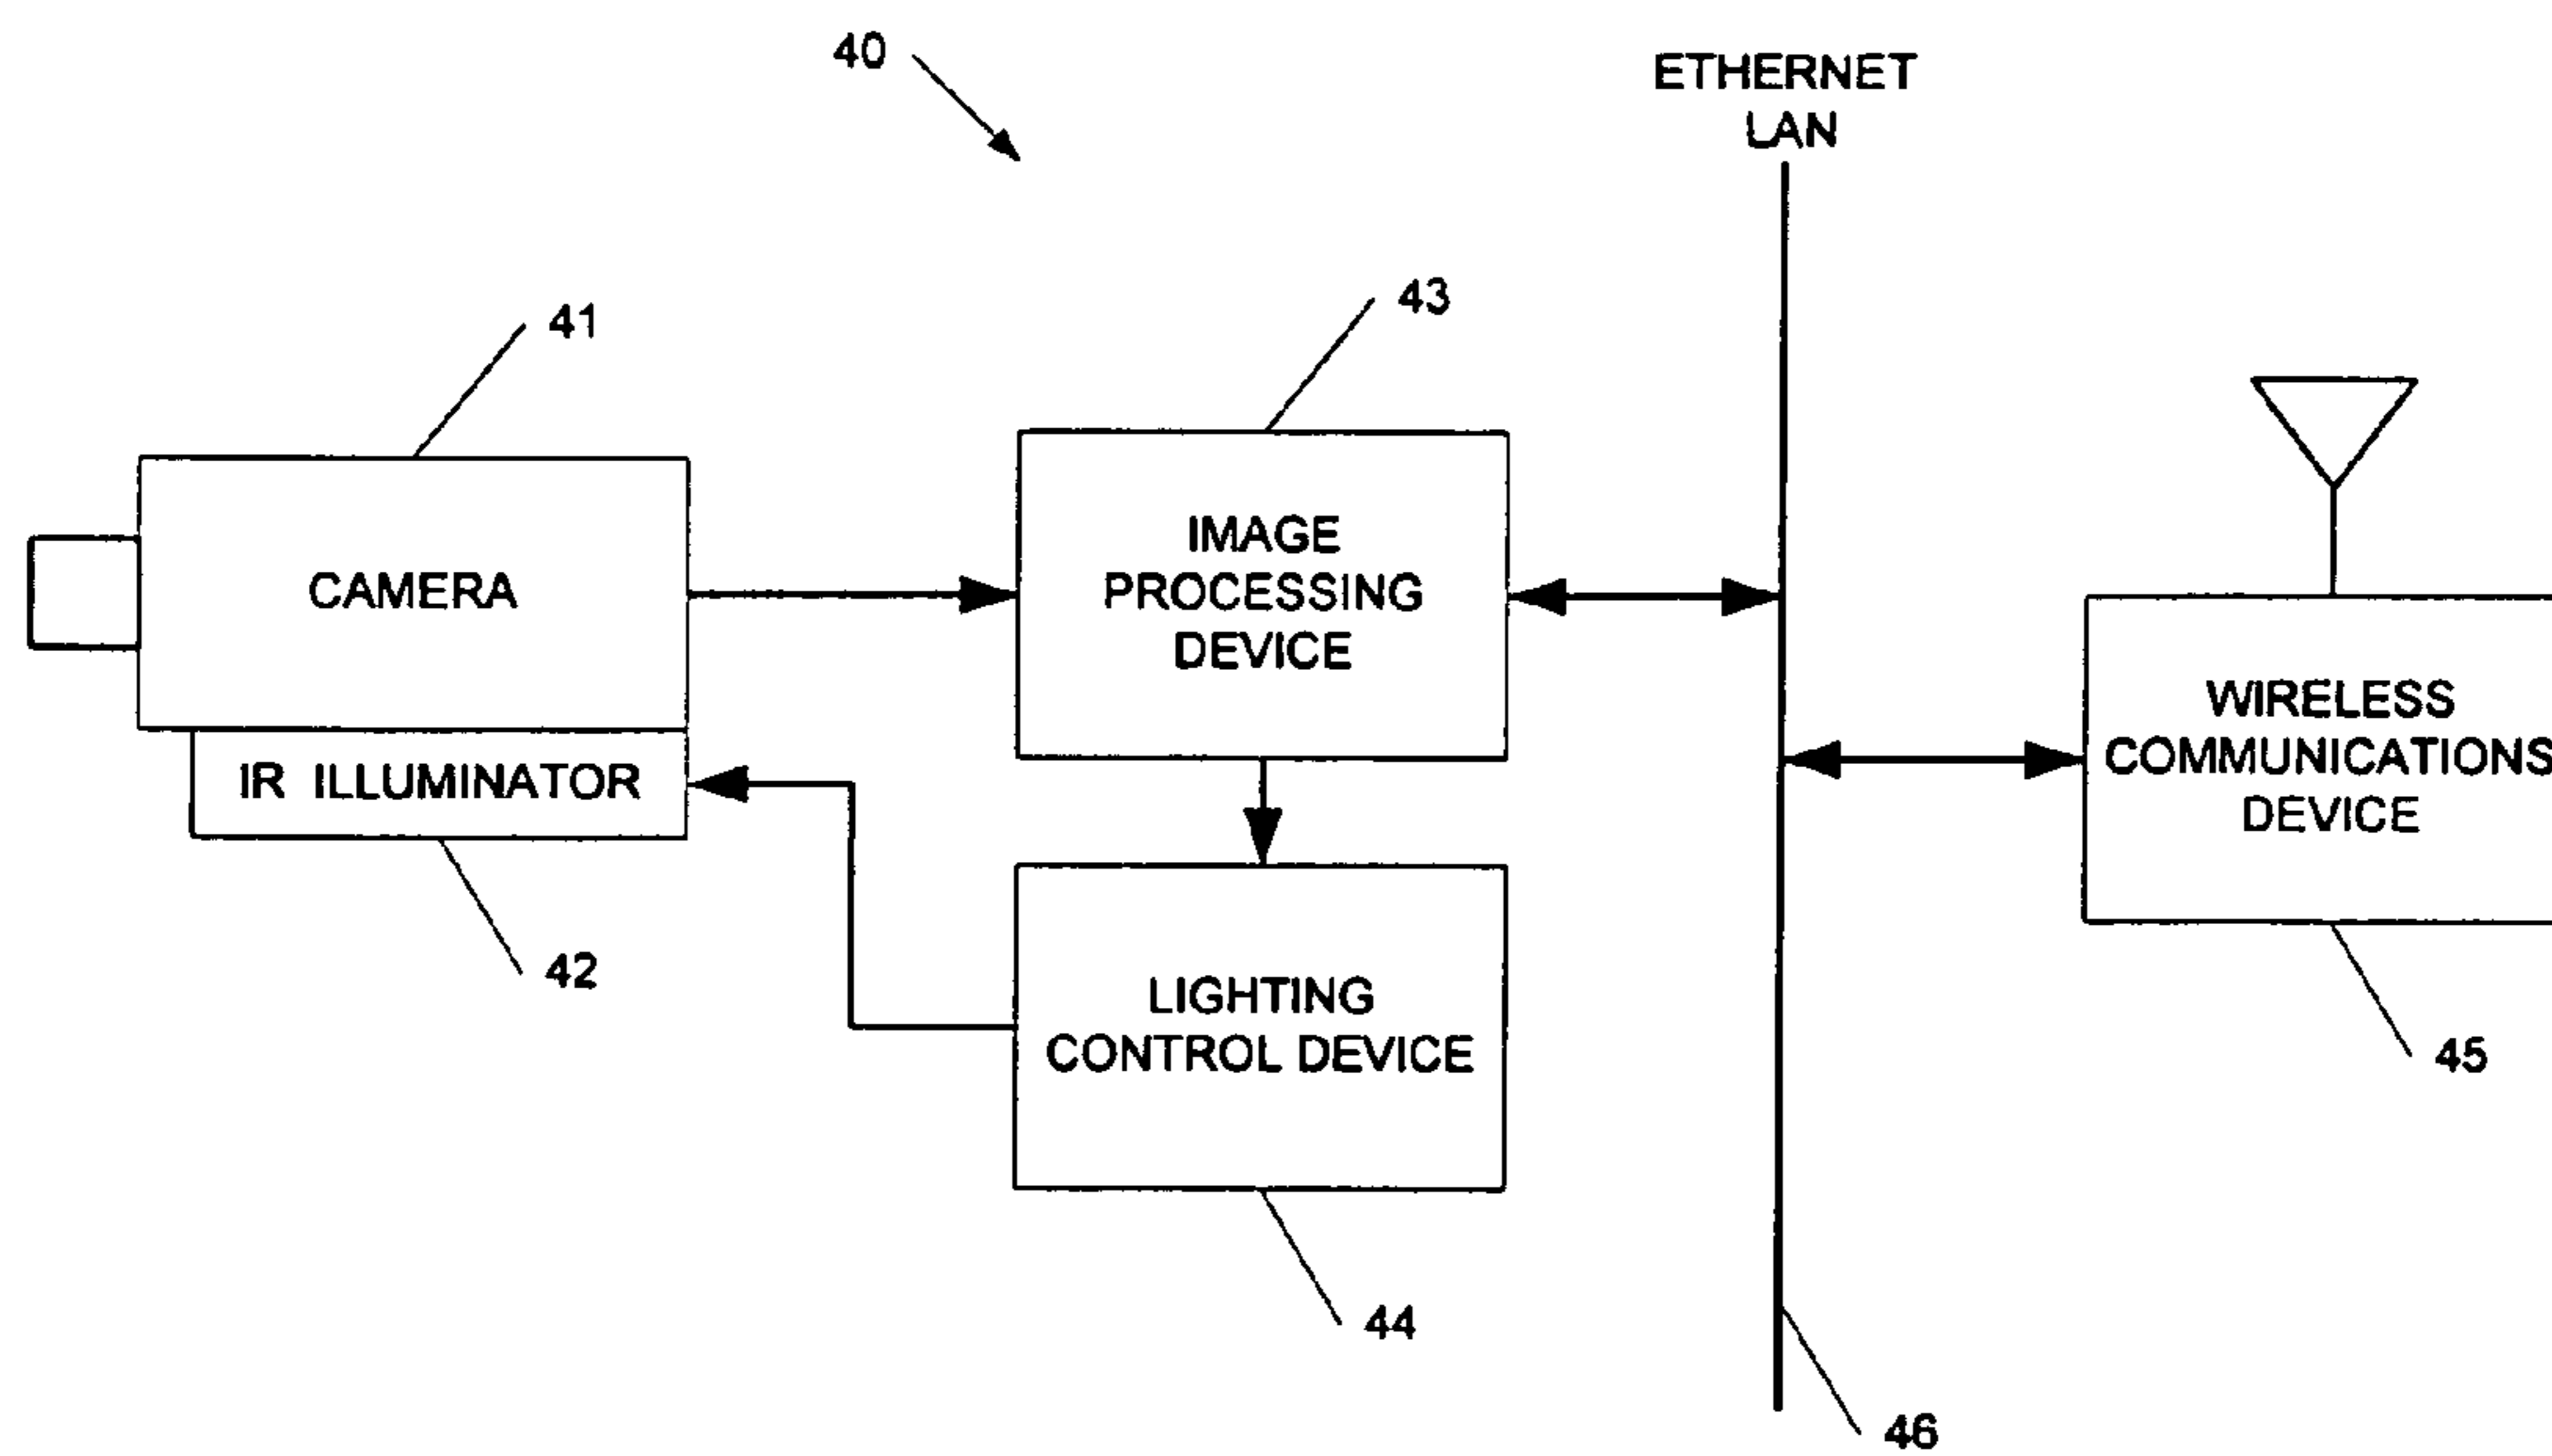 40
ETHERNET
LAN
41
43
CAMERA
IMAGE
PROCESSING
DEVICE
IR ILLUMINATOR
WIRELESS
COMMUNICATIONS
DEVICE
42
LIGHTING
CONTROL DEVICE
45
44
46